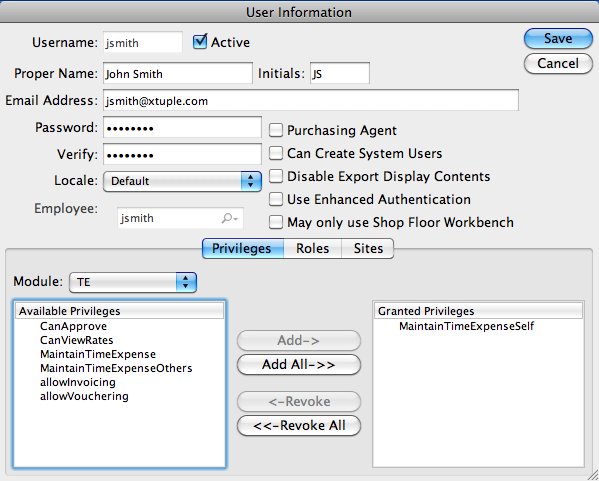 User Information
Username: jsmith Active Save
Proper Name: John Smith Initials: JS Cancel
Email Address: jsmith@xtuple.com
Password: •••••••• Purchasing Agent
Verify: •••••••• Can Create System Users
Locale: Default Disable Export Display Contents
Use Enhanced Authentication
Employee: jsmith May only use Shop Floor Workbench
Privileges Roles Sites
Module: TE
Available Privileges Granted Privileges
CanApprove MaintainTimeExpenseSelf
CanViewRates Add->
MaintainTimeExpense
MaintainTimeExpenseOthers Add All->>
allowInvoicing
allowVouchering <-Revoke
<<-Revoke All